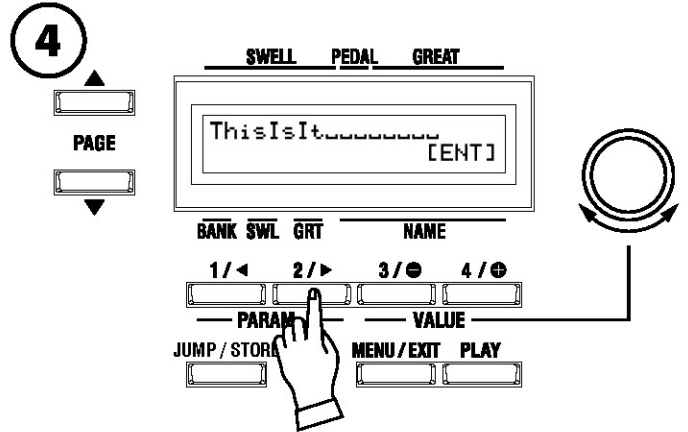 4
SWELL PEDAL GREAT
PAGE
ThisIsIt␣␣␣␣␣␣␣␣
[ENT]
BANK SWL GRT NAME
1/◀ 2/▶ 3/⊖ 4/⊕
PARAM VALUE
JUMP / STORE MENU / EXIT PLAY